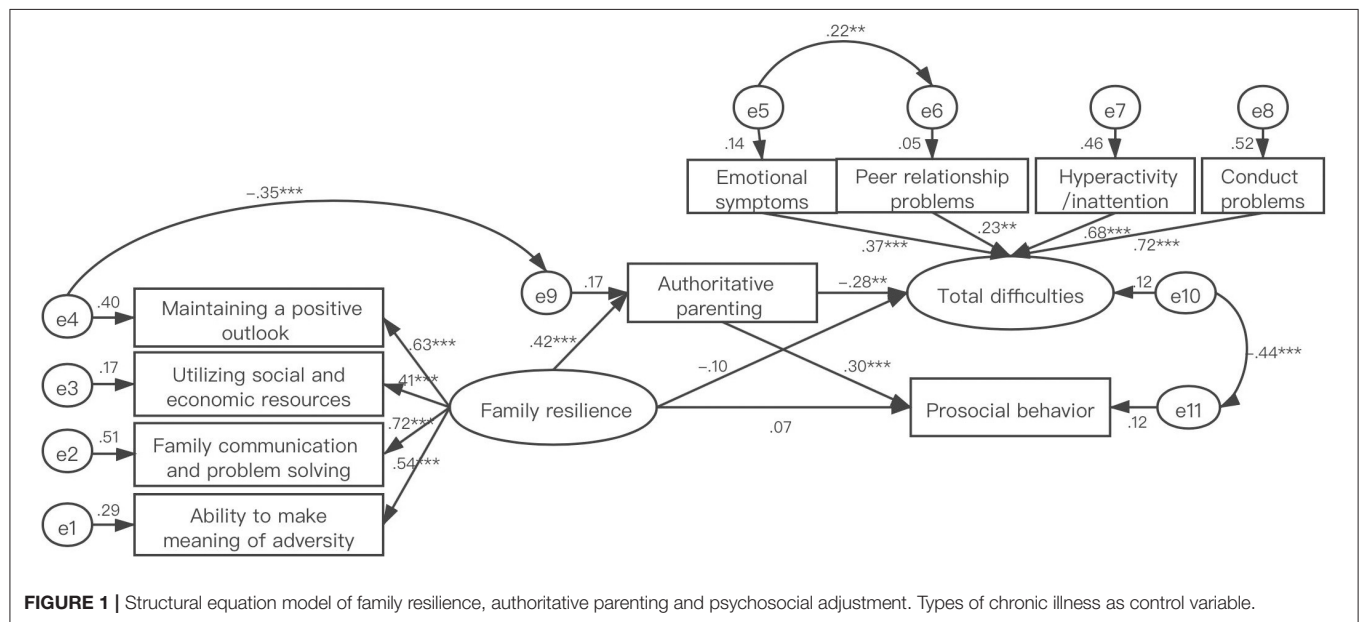 .22**
e5
e6
e7
e8
.14
.05
.46
.52
Emotional
symptoms
Peer relationship
problems
Hyperactivity
/inattention
Conduct
problems
-.35***
.37***
.23**
.68***
.72***
e9
.17
Authoritative
parenting
-.28**
Total difficulties
.12
e10
e4
.40
Maintaining a positive
outlook
.63***
.42***
-.10
.30***
-.44***
e3
.17
Utilizing social and
economic resources
.41***
Family resilience
.07
Prosocial behavior
.12
e11
e2
.51
Family communication
and problem solving
.72***
.54***
e1
.29
Ability to make
meaning of adversity
FIGURE 1 | Structural equation model of family resilience, authoritative parenting and psychosocial adjustment. Types of chronic illness as control variable.